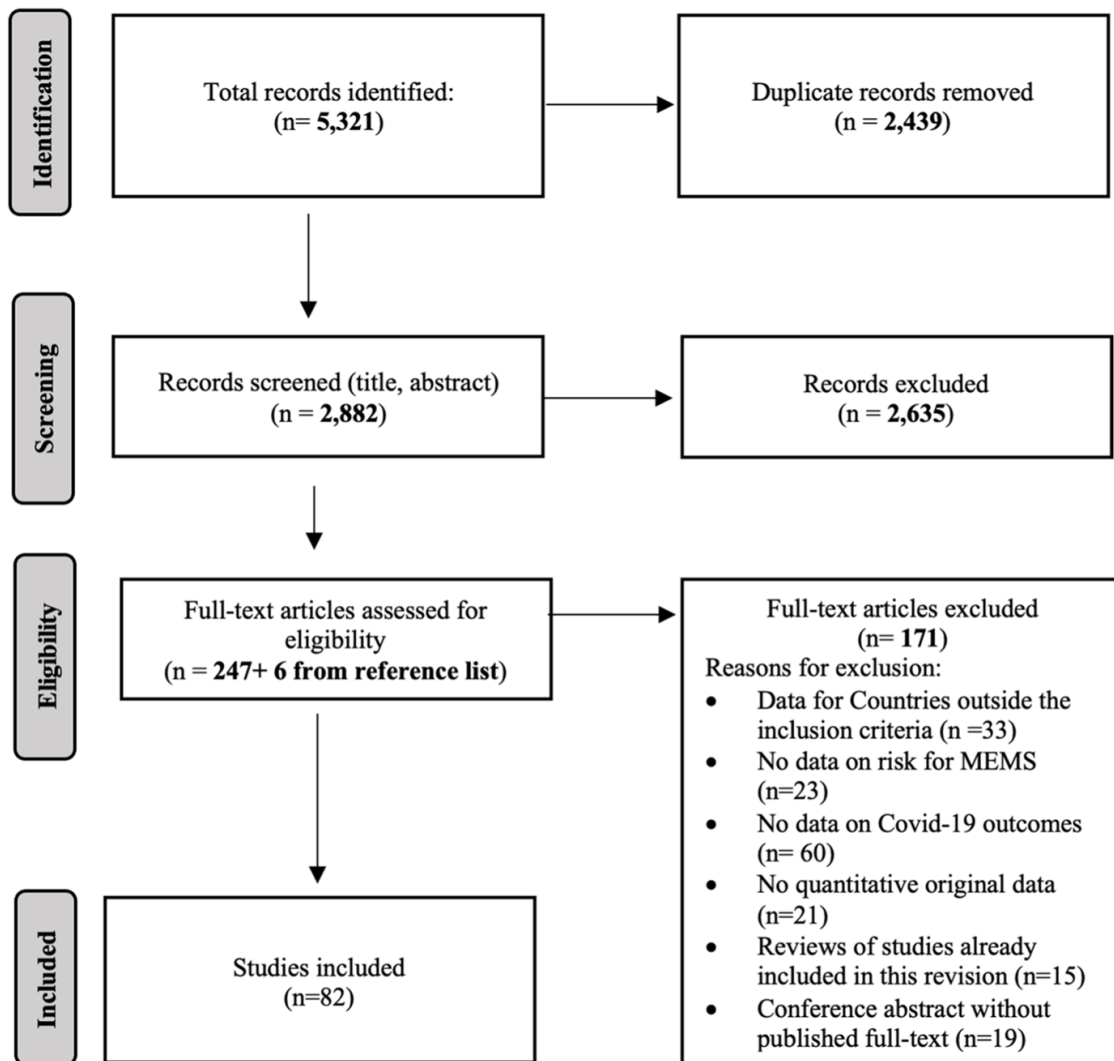 Identification
Total records identified:
(n= 5,321)
Duplicate records removed
(n = 2,439)
Screening
Records screened (title, abstract)
(n = 2,882)
Records excluded
(n = 2,635)
Eligibility
Full-text articles assessed for
eligibility
(n = 247+ 6 from reference list)
Full-text articles excluded
(n= 171)
Reasons for exclusion:
• Data for Countries outside the
inclusion criteria (n =33)
• No data on risk for MEMS
(n=23)
• No data on Covid-19 outcomes
(n= 60)
• No quantitative original data
(n=21)
• Reviews of studies already
included in this revision (n=15)
• Conference abstract without
published full-text (n=19)
Included
Studies included
(n=82)